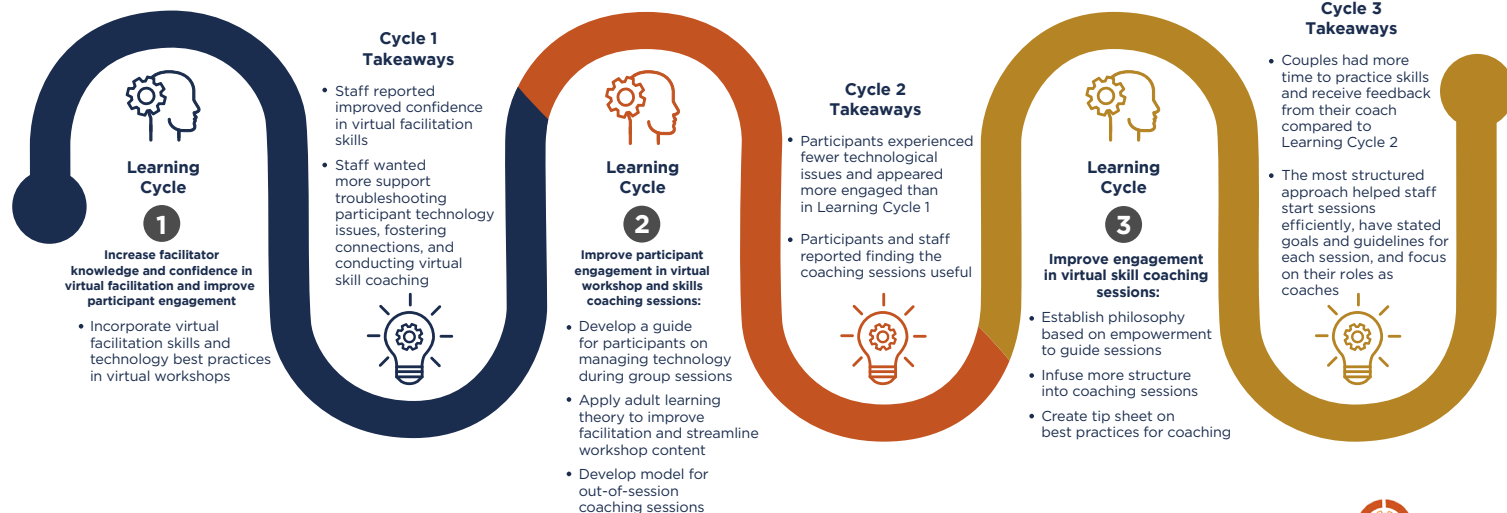 Learning
Cycle
1
Increase facilitator
knowledge and confidence in
virtual facilitation and improve
participant engagement
• Incorporate virtual
facilitation skills and
technology best practices
in virtual workshops
Cycle 1
Takeaways
• Staff reported
improved confidence
in virtual facilitation
skills
• Staff wanted
more support
troubleshooting
participant technology
issues, fostering
connections, and
conducting virtual
skill coaching
Learning
Cycle
2
Improve participant
engagement in virtual
workshop and skills
coaching sessions:
• Develop a guide
for participants on
managing technology
during group sessions
• Apply adult learning
theory to improve
facilitation and streamline
workshop content
• Develop model for
out-of-session
coaching sessions
Cycle 2
Takeaways
• Participants experienced
fewer technological
issues and appeared
more engaged than
in Learning Cycle 1
• Participants and staff
reported finding the
coaching sessions useful
Learning
Cycle
3
Improve engagement
in virtual skill coaching
sessions:
• Establish philosophy
based on empowerment
to guide sessions
• Infuse more structure
into coaching sessions
• Create tip sheet on
best practices for coaching
Cycle 3
Takeaways
• Couples had more
time to practice skills
and receive feedback
from their coach
compared to
Learning Cycle 2
• The most structured
approach helped staff
start sessions
efficiently, have stated
goals and guidelines for
each session, and focus
on their roles as
coaches